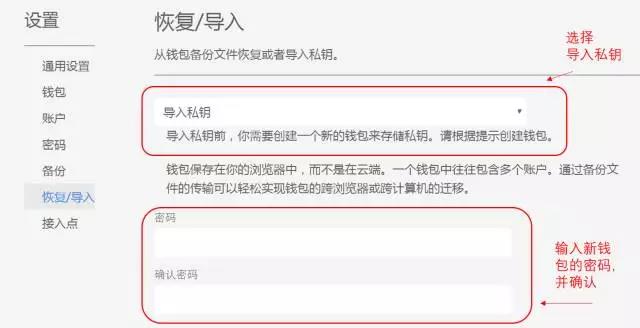 设置
通用设置
钱包
账户
密码
备份
恢复/导入
接入点
恢复/导入
从钱包备份文件恢复或者导入私钥。
选择
导入私钥
导入私钥
导入私钥前，你需要创建一个新的钱包来存储私钥。请根据提示创建钱包。
钱包保存在你的浏览器中，而不是在云端。一个钱包中往往包含多个账户。通过备份文
件的传输可以轻松实现钱包的跨浏览器或跨计算机的迁移。
密码
确认密码
输入新钱
包的密码,
并确认